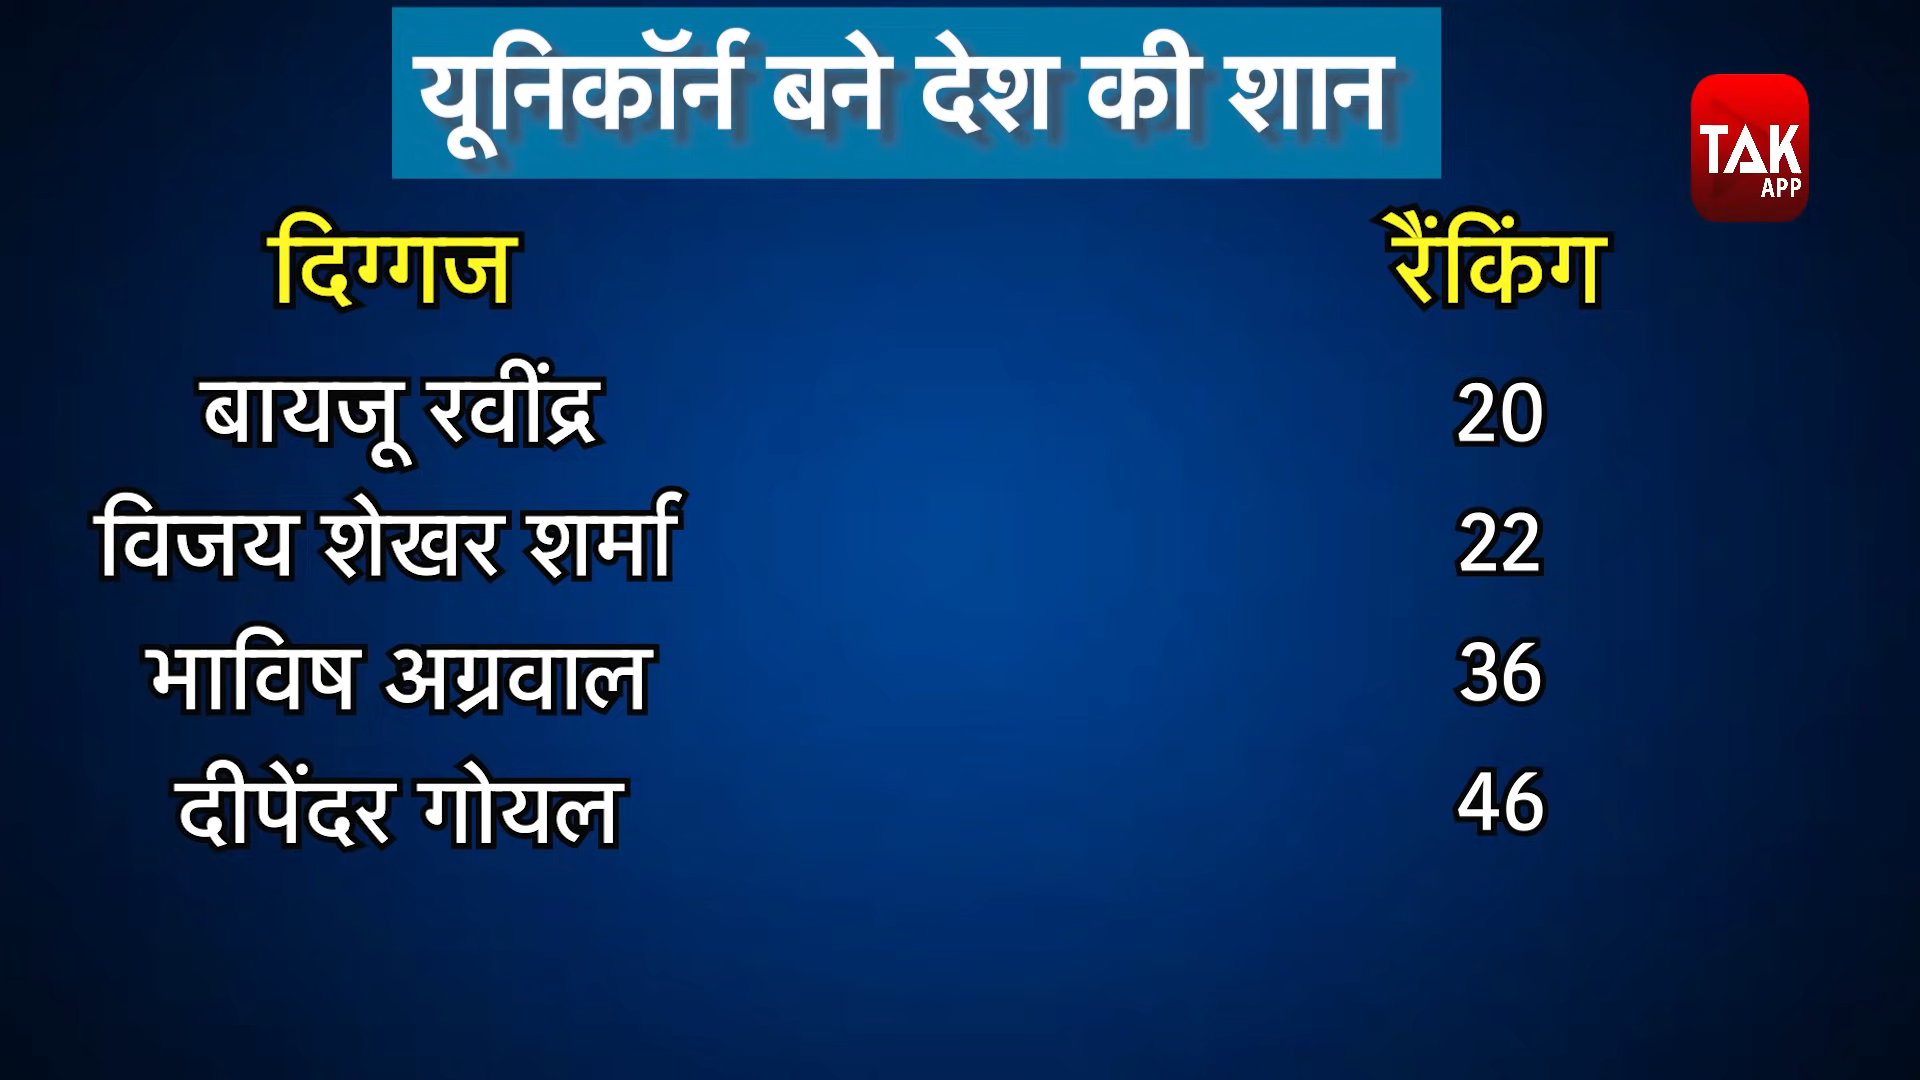 यूनिकॉर्न बने देश की शान
TAK
APP
दिग्गज रैंकिंग
बायजू रवींद्र 20
विजय शेखर शर्मा 22
भाविष अग्रवाल 36
दीपेंदर गोयल 46